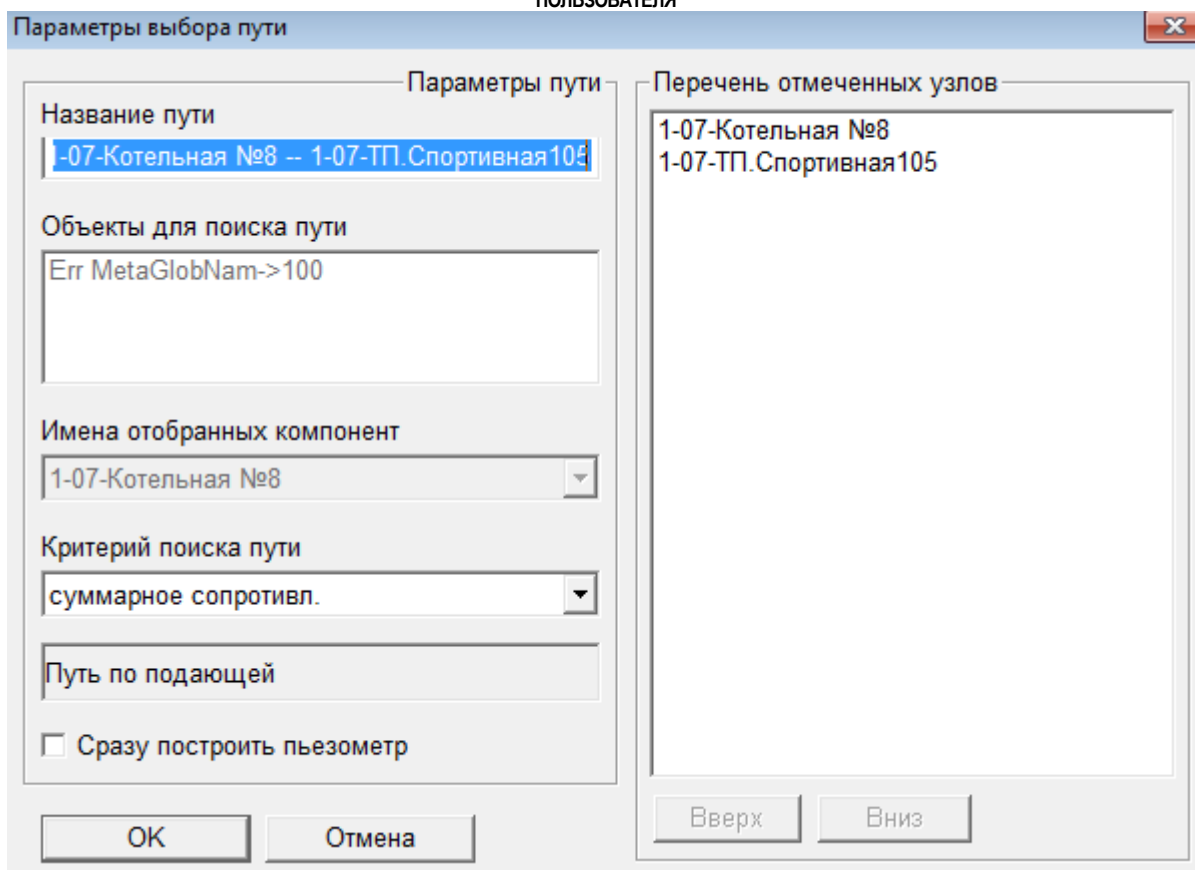 ПОЛЬЗОВАТЕЛЯ
Параметры выбора пути
Параметры пути
Название пути
1-07-Котельная №8 -- 1-07-ТП.Спортивная105
Объекты для поиска пути
Err MetaGlobNam->100
Имена отобранных компонент
1-07-Котельная №8
Критерий поиска пути
суммарное сопротивл.
Путь по подающей
Сразу построить пьезометр
OK
Отмена
Перечень отмеченных узлов
1-07-Котельная №8
1-07-ТП.Спортивная105
Вверх
Вниз